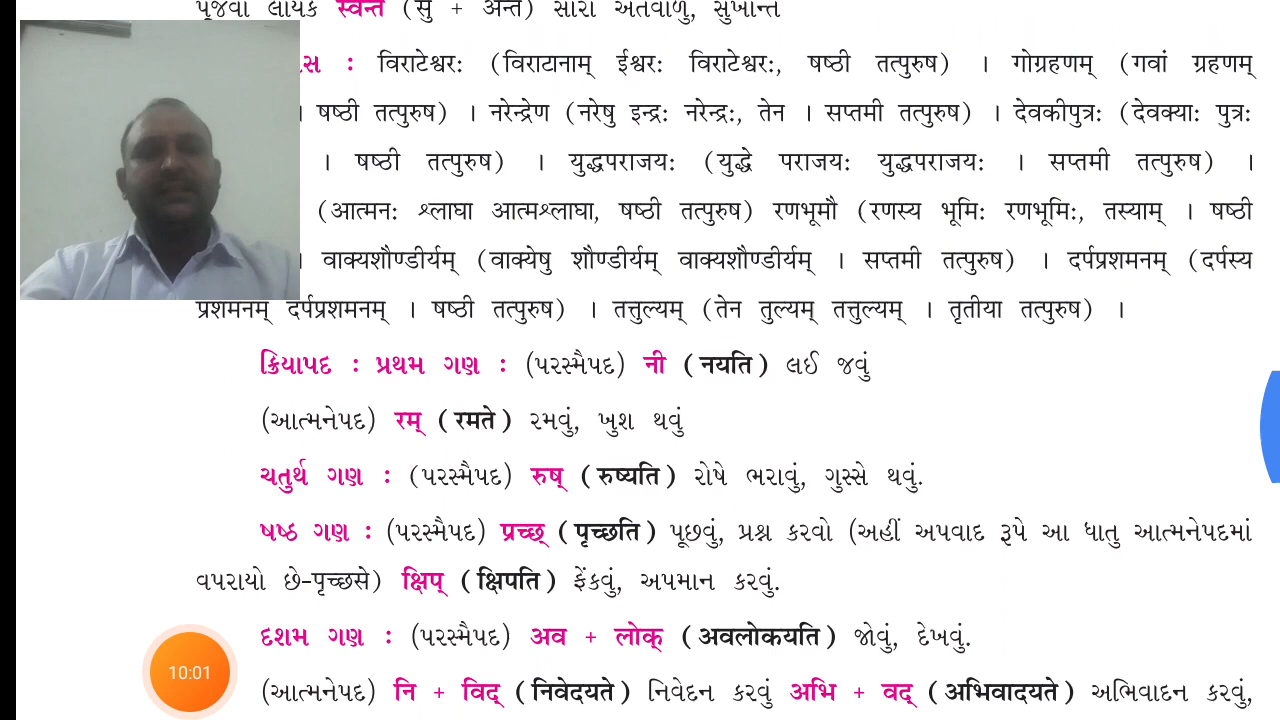 પૂજવા લાયક स्वन्त (सु + अन्त) સારા અંતવાળું, સુખાન્ત
સ : विराटेश्वरः (विराटानाम् ईश्वरः विराटेश्वरः, षष्ठी तत्पुरुष) । गोग्रहणम् (गवां ग्रहणम्
। षष्ठी तत्पुरुष) । नरेन्द्रेण (नरेषु इन्द्रः नरेन्द्रः, तेन । सप्तमी तत्पुरुष) । देवकीपुत्रः (देवक्याः पुत्रः
। षष्ठी तत्पुरुष) । युद्धपराजयः (युद्धे पराजयः युद्धपराजयः । सप्तमी तत्पुरुष) ।
(आत्मनः श्लाघा आत्मश्लाघा, षष्ठी तत्पुरुष) रणभूमौ (रणस्य भूमिः रणभूमिः, तस्याम् । षष्ठी
। वाक्यशौण्डीर्यम् (वाक्येषु शौण्डीर्यम् वाक्यशौण्डीर्यम् । सप्तमी तत्पुरुष) । दर्पप्रशमनम् (दर्पस्य
प्रशमनम् दर्पप्रशमनम् । षष्ठी तत्पुरुष) । तत्तुल्यम् (तेन तुल्यम् तत्तुल्यम् । तृतीया तत्पुरुष) ।
ક્રિયાપદ : પ્રથમ ગણ : (પરસ્મૈપદ) नी (नयति) લઈ જવું
(આત્મનેપદ) रम् (रमते) રમવું, ખુશ થવું
ચતુર્થ ગણ : (પરસ્મૈપદ) रुष् (रुष्यति) રોષે ભરાવું, ગુસ્સે થવું.
ષષ્ઠ ગણ : (પરસ્મૈપદ) प्रच्छ् (पृच्छति) પૂછવું, પ્રશ્ન કરવો (અહીં અપવાદ રૂપે આ ધાતુ આત્મનેપદમાં
વપરાયો છે-पृच्छसे) क्षिप् (क्षिपति) ફેંકવું, અપમાન કરવું.
દશમ ગણ : (પરસ્મૈપદ) अव + लोक् (अवलोकयति) જોવું, દેખવું.
(આત્મનેપદ) नि + विद् (निवेदयते) નિવેદન કરવું अभि + वद् (अभिवादयते) અભિવાદન કરવું,
10:01